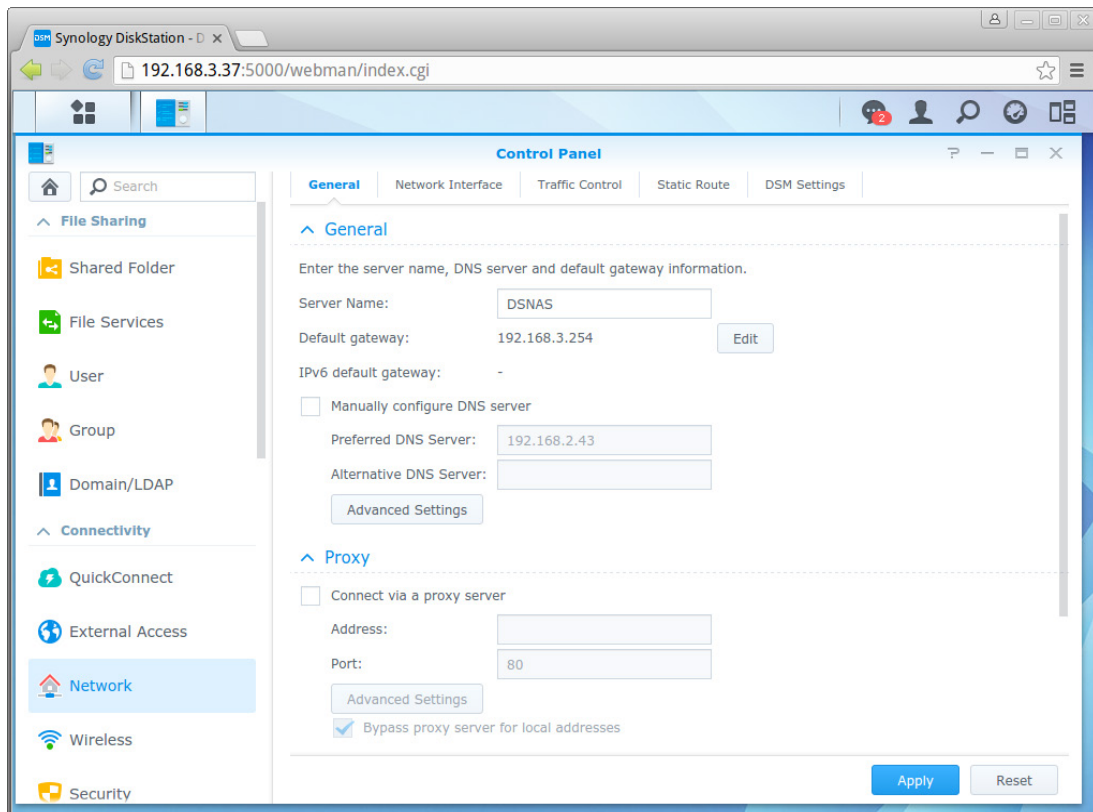 DSM Synology DiskStation - D
192.168.3.37:5000/webman/index.cgi
2
Control Panel
Search
General Network Interface Traffic Control Static Route DSM Settings
File Sharing
Shared Folder
File Services
User
Group
Domain/LDAP
Connectivity
QuickConnect
External Access
Network
Wireless
Security
General
Enter the server name, DNS server and default gateway information.
Server Name: DSNAS
Default gateway: 192.168.3.254 Edit
IPv6 default gateway: -
Manually configure DNS server
Preferred DNS Server: 192.168.2.43
Alternative DNS Server:
Advanced Settings
Proxy
Connect via a proxy server
Address:
Port: 80
Advanced Settings
Bypass proxy server for local addresses
Apply Reset